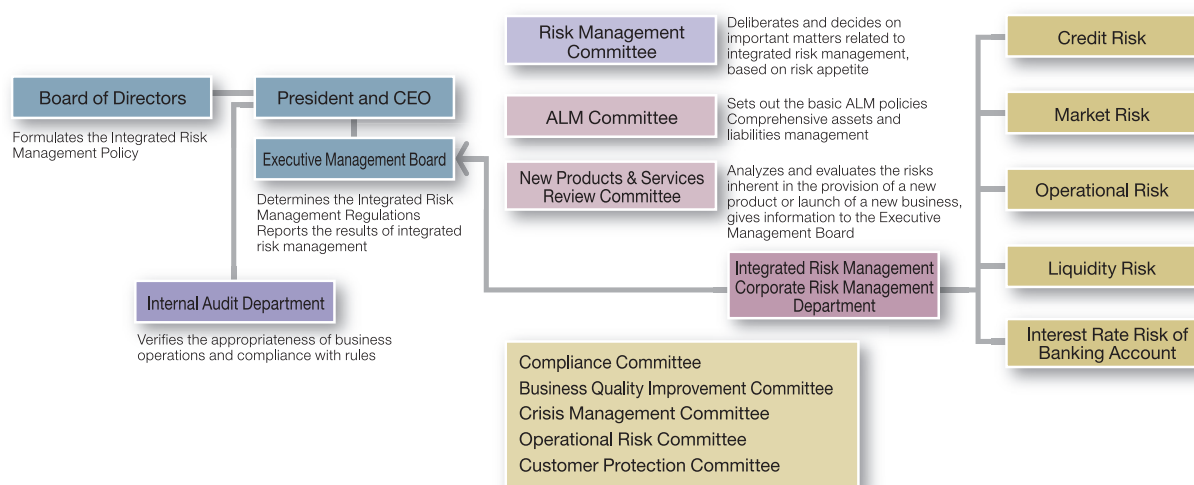 Board of Directors
Formulates the Integrated Risk
Management Policy
President and CEO
Executive Management Board
Determines the Integrated Risk
Management Regulations
Reports the results of integrated
risk management
Internal Audit Department
Verifies the appropriateness of business
operations and compliance with rules
Risk Management
Committee
Deliberates and decides on
important matters related to
integrated risk management,
based on risk appetite
ALM Committee
Sets out the basic ALM policies
Comprehensive assets and
liabilities management
New Products & Services
Review Committee
Analyzes and evaluates the risks
inherent in the provision of a new
product or launch of a new business,
gives information to the Executive
Management Board
Integrated Risk Management
Corporate Risk Management
Department
Compliance Committee
Business Quality Improvement Committee
Crisis Management Committee
Operational Risk Committee
Customer Protection Committee
Credit Risk
Market Risk
Operational Risk
Liquidity Risk
Interest Rate Risk of
Banking Account